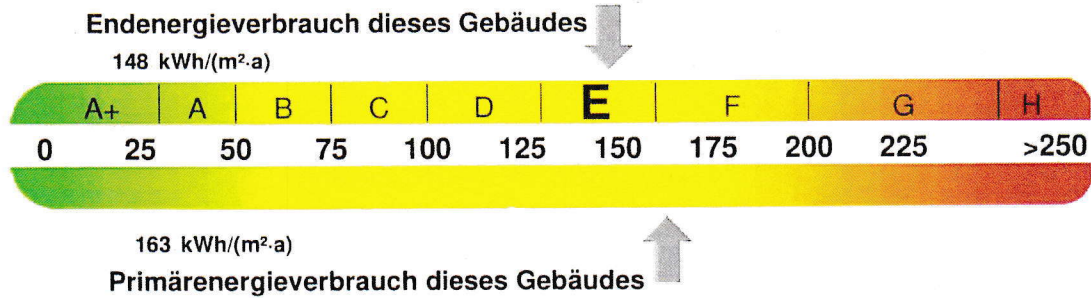 Endenergieverbrauch dieses Gebäudes
148 kWh/(m²·a)
A+ A B C D E F G H
0 25 50 75 100 125 150 175 200 225 >250
163 kWh/(m²·a)
Primärenergieverbrauch dieses Gebäudes